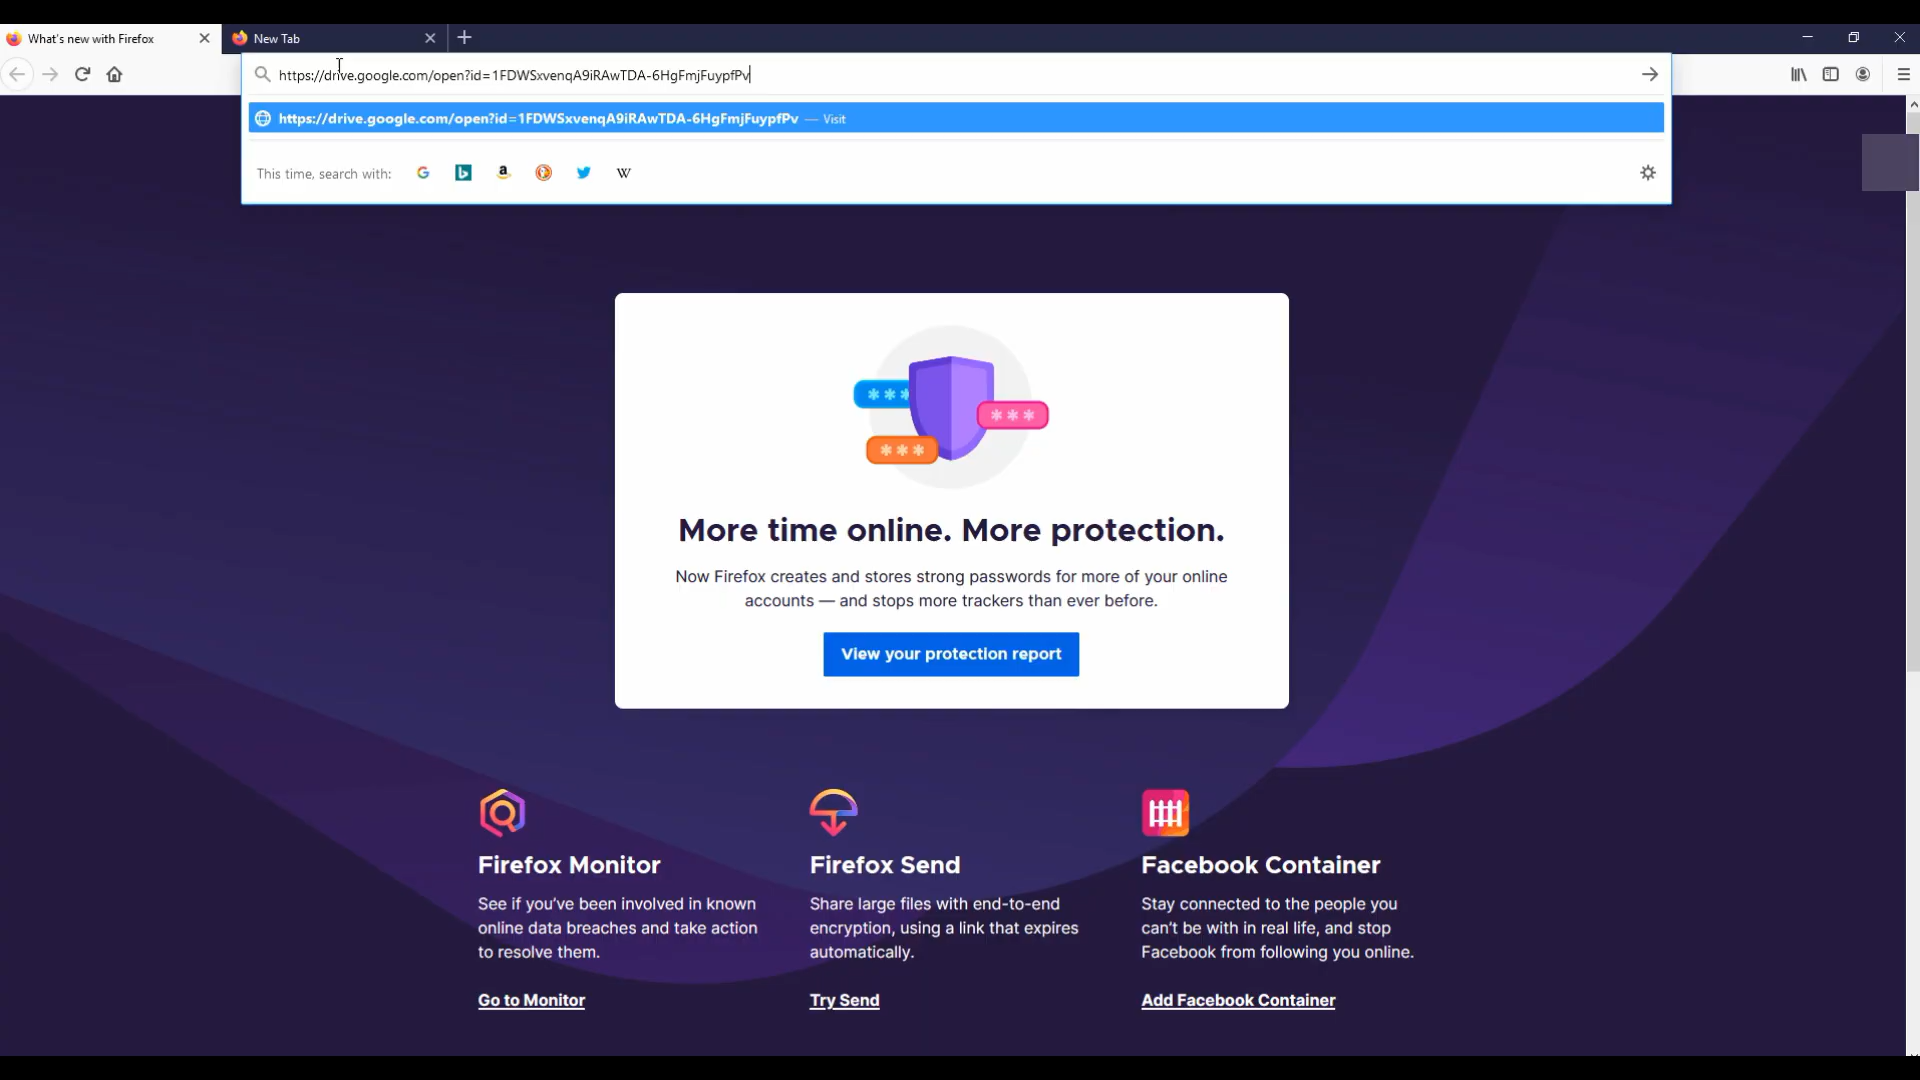 What's new with Firefox
New Tab
https://drive.google.com/open?id=1FDWSxvenqA9iRAwTDA-6HgFmjFuypfPv
https://drive.google.com/open?id=1FDWSxvenqA9iRAwTDA-6HgFmjFuypfPv — Visit
This time, search with:
More time online. More protection.
Now Firefox creates and stores strong passwords for more of your online
accounts — and stops more trackers than ever before.
View your protection report
Firefox Monitor
See if you've been involved in known
online data breaches and take action
to resolve them.
Go to Monitor
Firefox Send
Share large files with end-to-end
encryption, using a link that expires
automatically.
Try Send
Facebook Container
Stay connected to the people you
can't be with in real life, and stop
Facebook from following you online.
Add Facebook Container